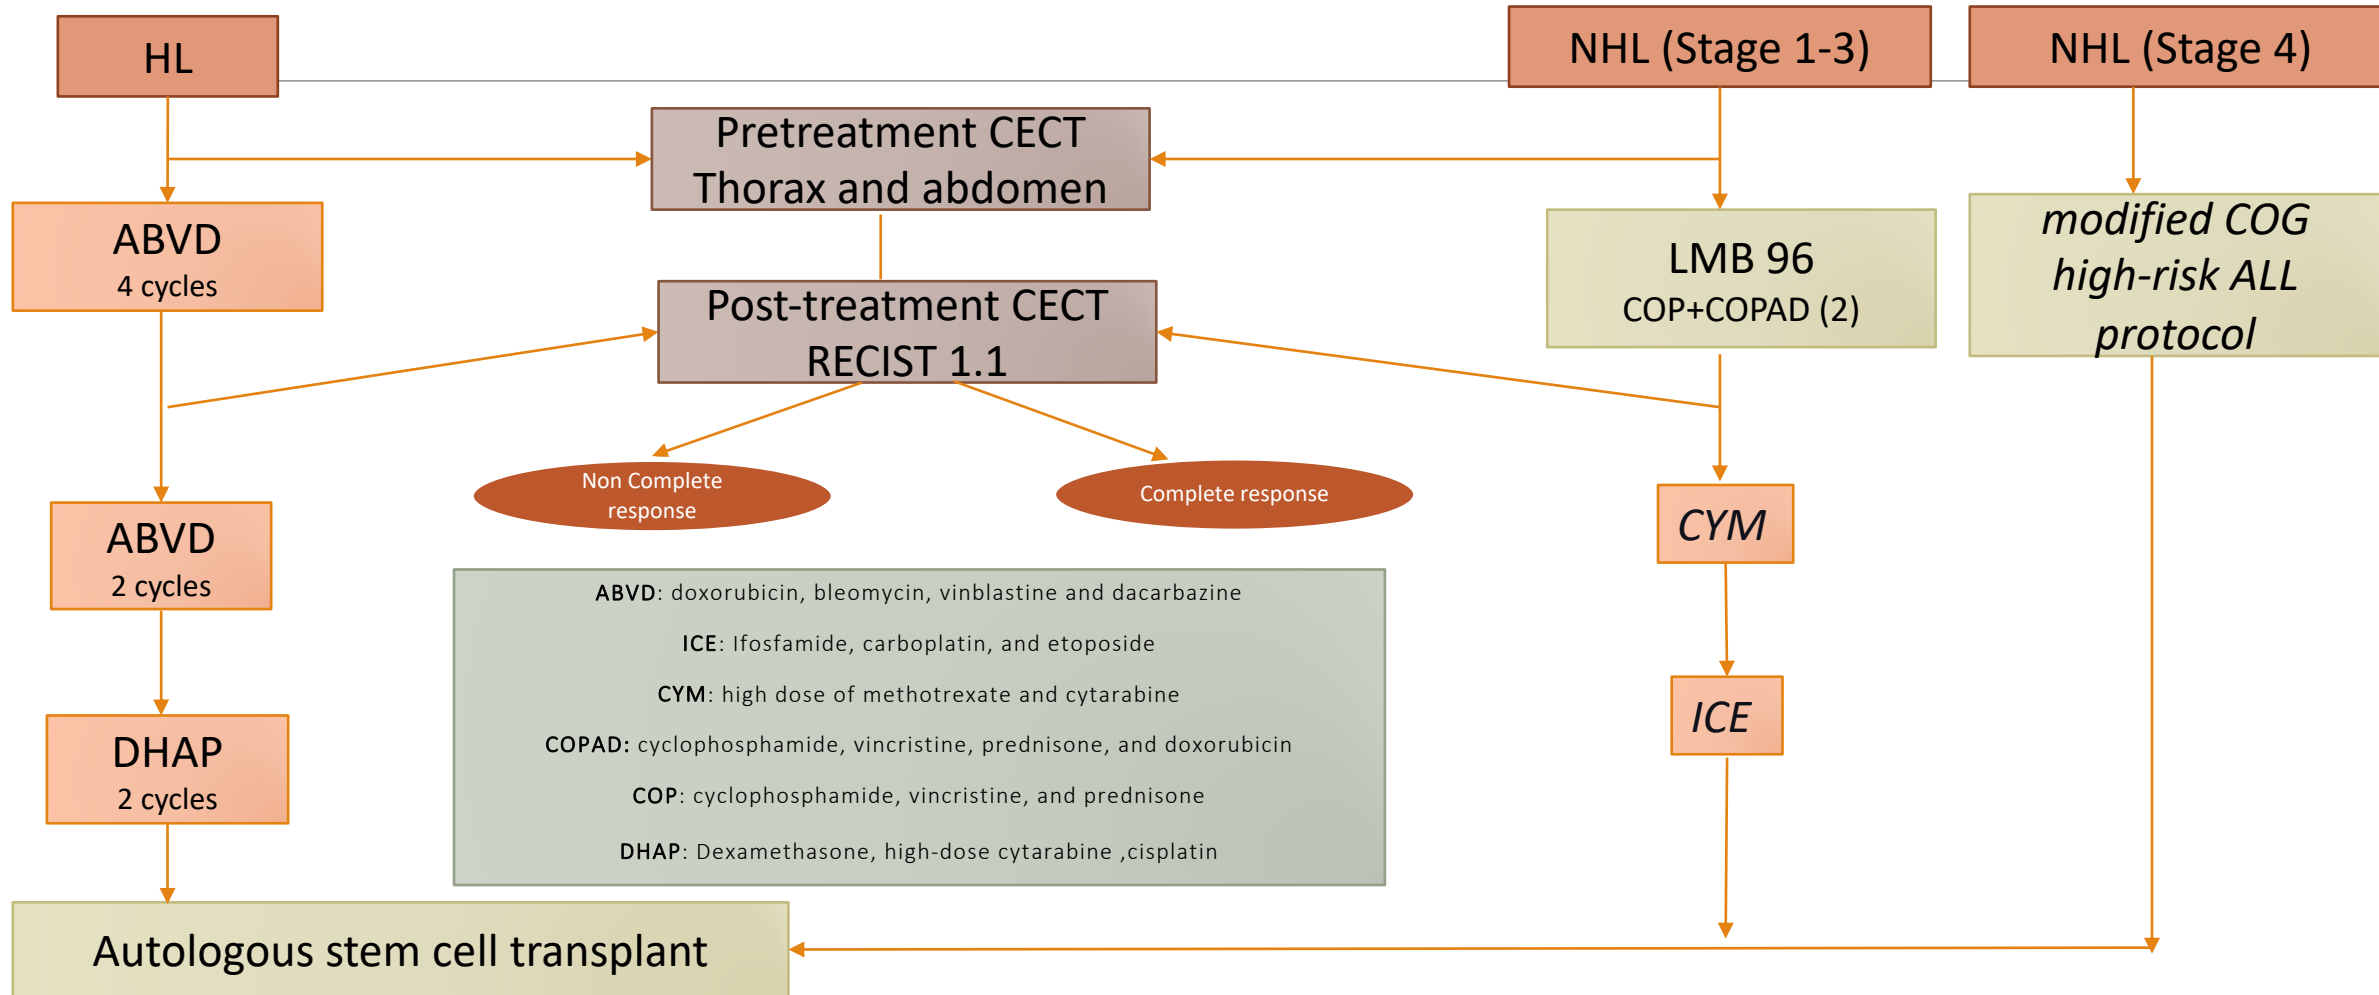 HL
NHL (Stage 1-3)
NHL (Stage 4)
Pretreatment CECT
Thorax and abdomen
ABVD
4 cycles
LMB 96
COP+COPAD (2)
modified COG
high-risk ALL
protocol
Post-treatment CECT
RECIST 1.1
Non Complete
response
Complete response
ABVD
2 cycles
CYM
ABVD: doxorubicin, bleomycin, vinblastine and dacarbazine
ICE: Ifosfamide, carboplatin, and etoposide
CYM: high dose of methotrexate and cytarabine
COPAD: cyclophosphamide, vincristine, prednisone, and doxorubicin
COP: cyclophosphamide, vincristine, and prednisone
DHAP: Dexamethasone, high-dose cytarabine ,cisplatin
ICE
DHAP
2 cycles
Autologous stem cell transplant